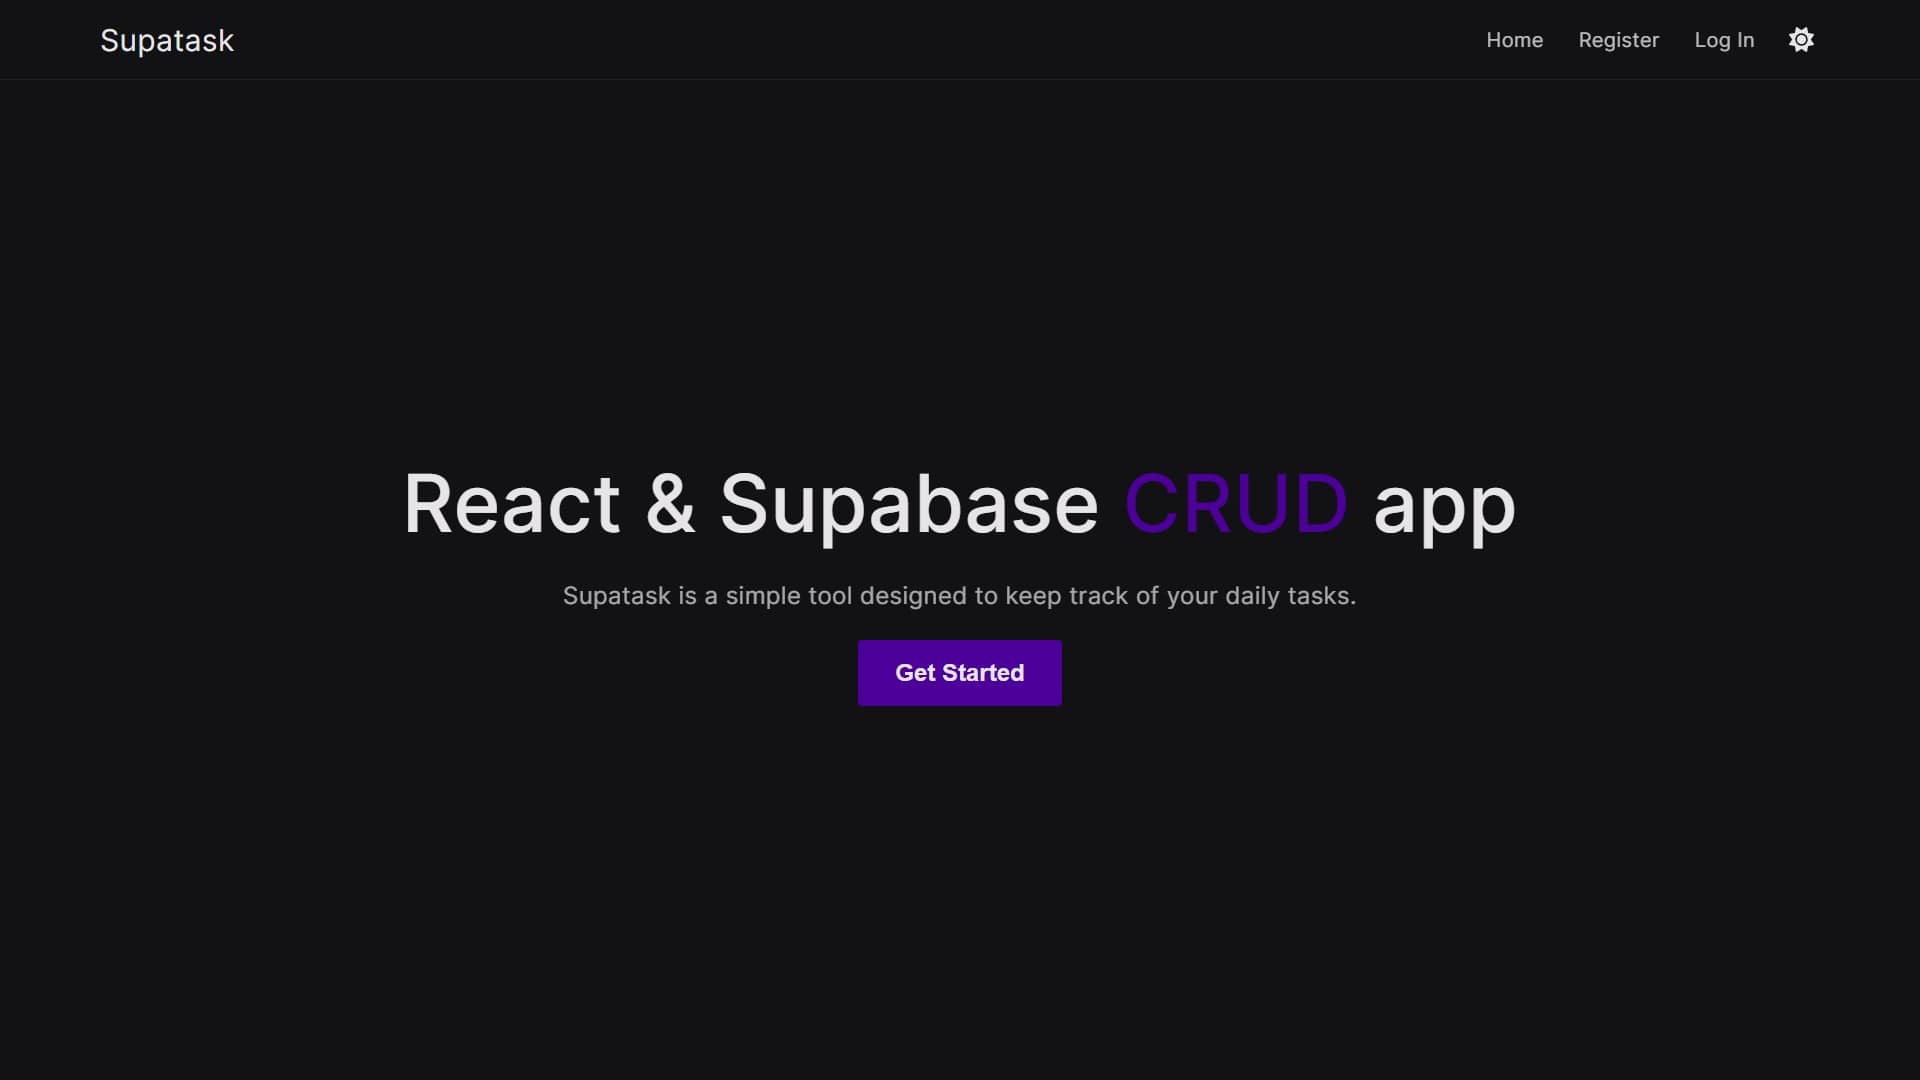 Supatask
Home
Register
Log In
React & Supabase CRUD app
Supatask is a simple tool designed to keep track of your daily tasks.
Get Started